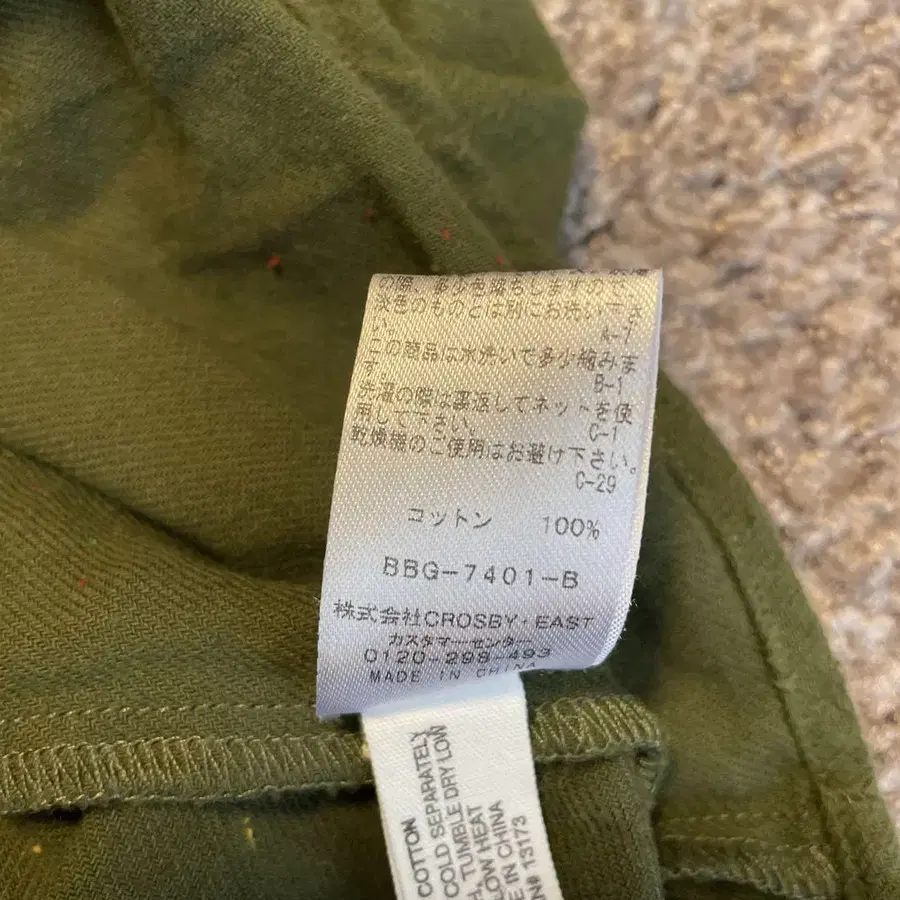 の際、多少色落ちしますので、
淡色のものとは別にお洗い下さ
い。 A-7
この商品は水洗いで多少縮みま
す。 B-1
洗濯の際は裏返してネットを使
用して下さい。 C-1
乾燥機のご使用はお避け下さい。
C-29
コットン 100%
BBG-7401-B
株式会社CROSBY・EAST
カスタマーセンター
0120-298-493
MADE IN CHINA
COTTON
COLD SEPARATELY
TUMBLE DRY LOW
LOW HEAT
IN CHINA
13173